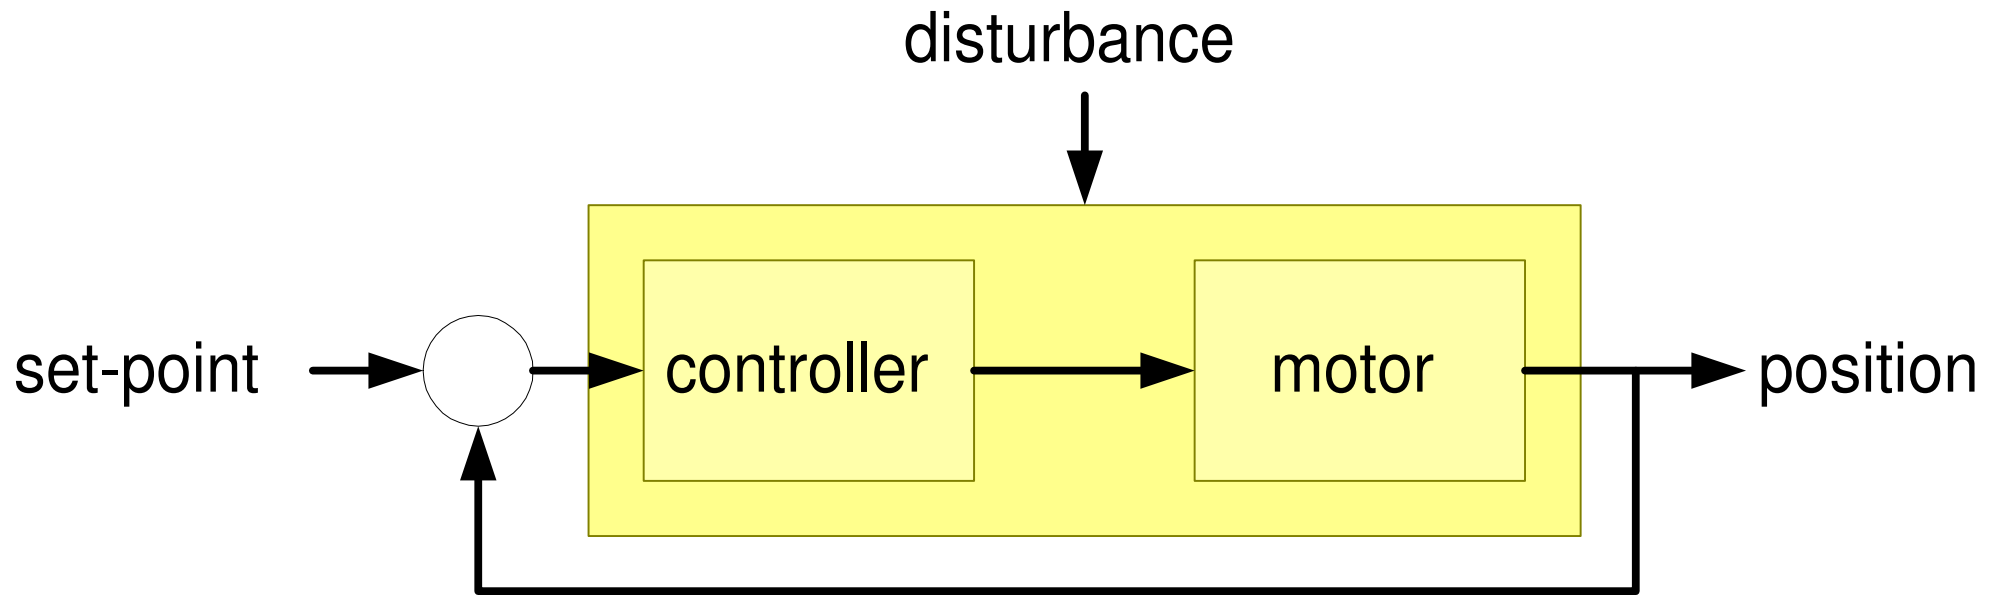 disturbance
set-point
controller
motor
position